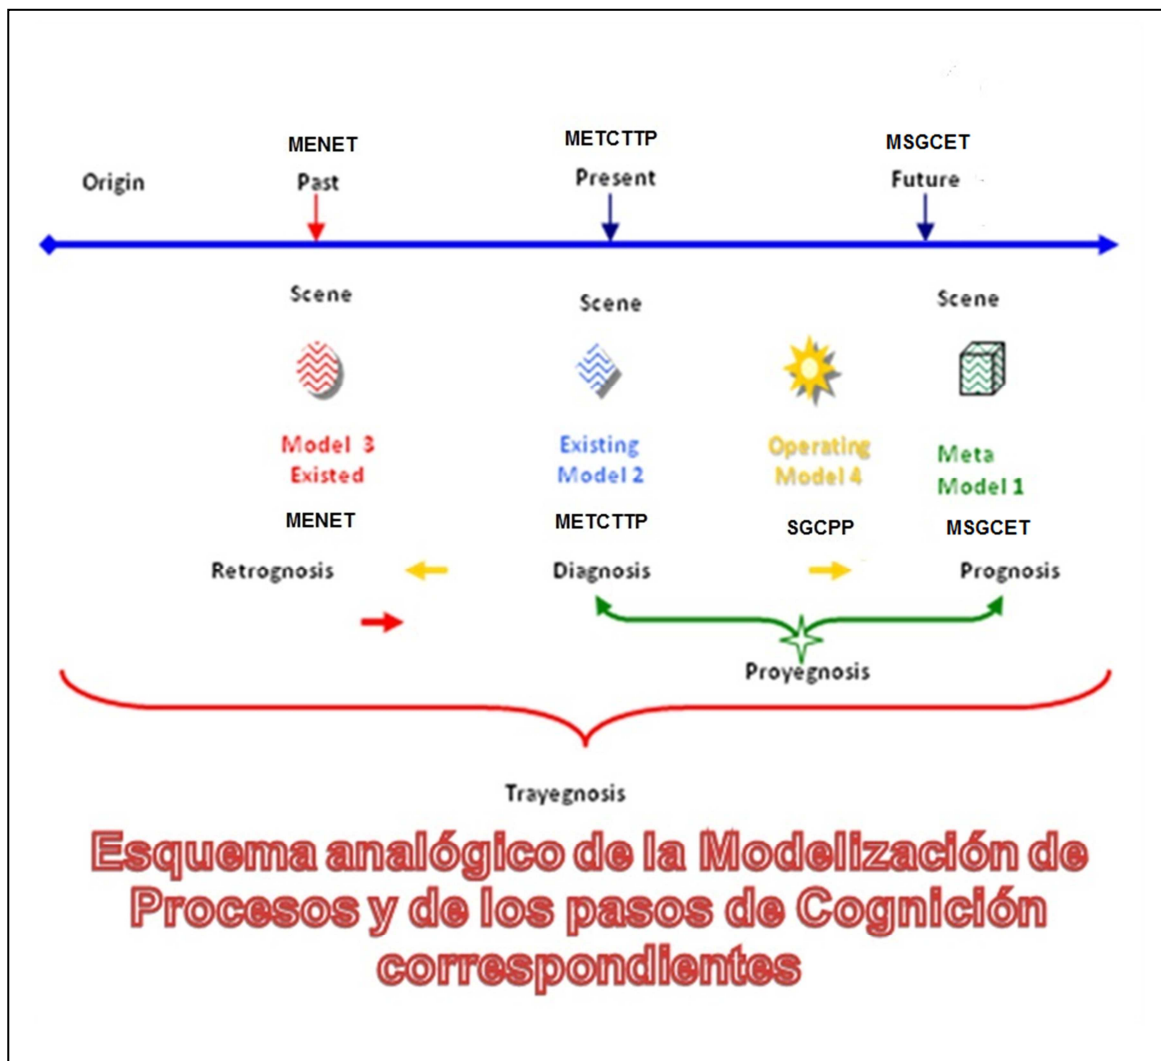 MENET
METCTTP
MSGCET
Origin
Past
Present
Future
Scene
Scene
Scene
Model 3
Existed
Existing
Model 2
Operating
Model 4
Meta
Model 1
MENET
METCTTP
SGCPP
MSGCET
Retrognosis
Diagnosis
Prognosis
Proyegnosis
Trayegnosis
Esquema analógico de la Modelización de
Procesos y de los pasos de Cognición
correspondientes